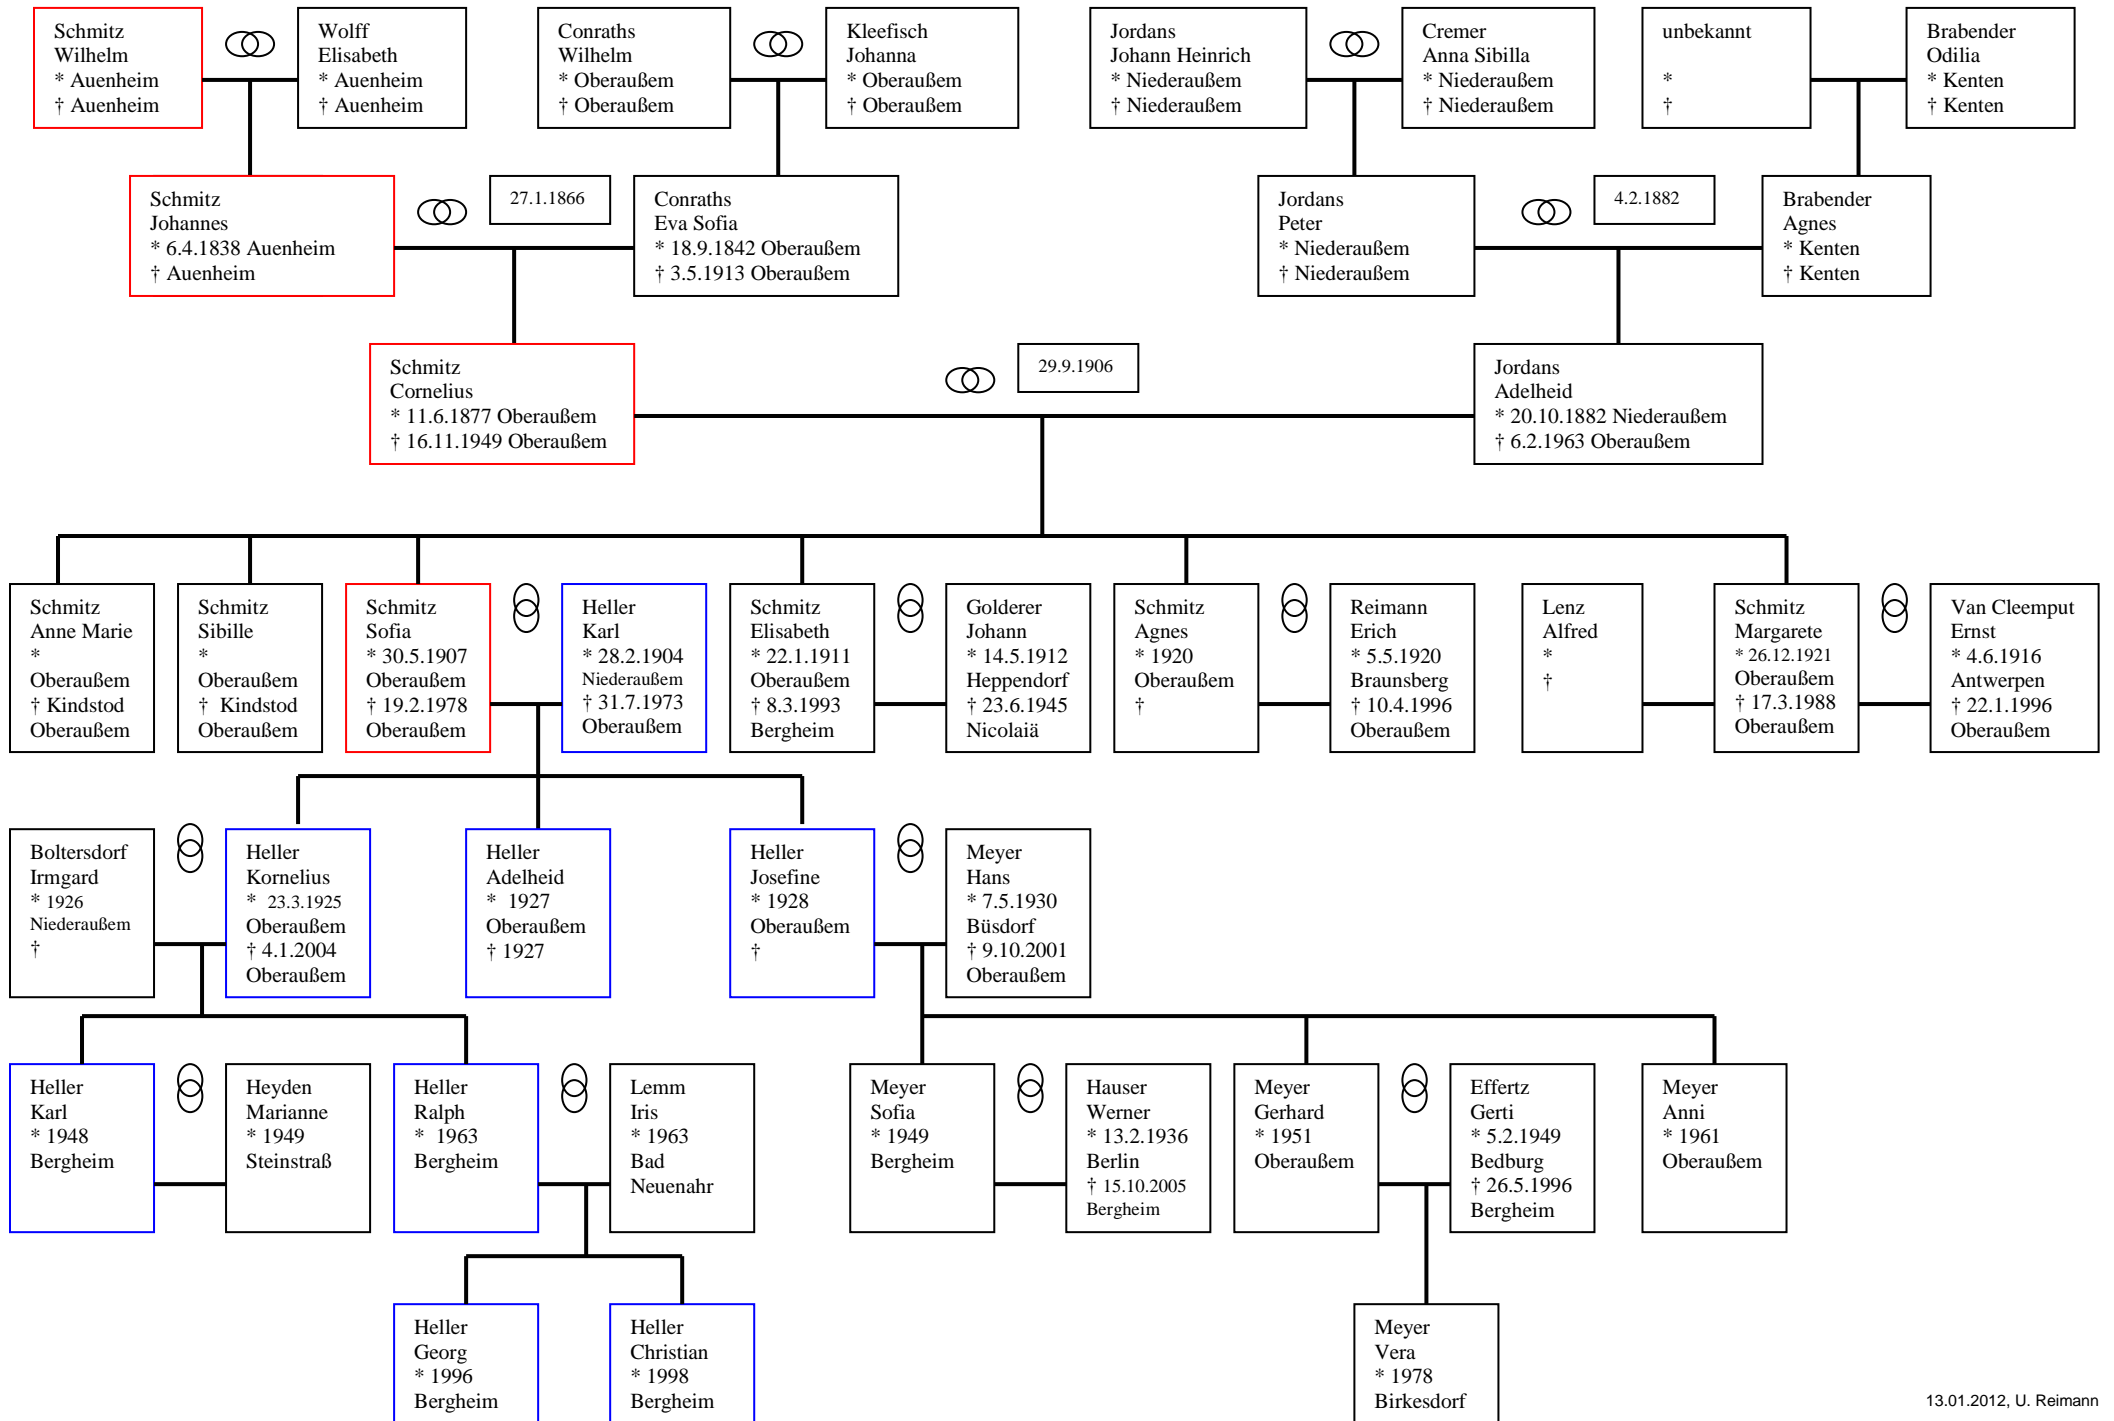 Schmitz
Wilhelm
* Auenheim
† Auenheim
Wolff
Elisabeth
* Auenheim
† Auenheim
Conraths
Wilhelm
* Oberaußem
† Oberaußem
Kleefisch
Johanna
* Oberaußem
† Oberaußem
Jordans
Johann Heinrich
* Niederaußem
† Niederaußem
Cremer
Anna Sibilla
* Niederaußem
† Niederaußem
unbekannt
*
†
Brabender
Odilia
* Kenten
† Kenten
Schmitz
Johannes
* 6.4.1838 Auenheim
† Auenheim
27.1.1866
Conraths
Eva Sofia
* 18.9.1842 Oberaußem
† 3.5.1913 Oberaußem
Jordans
Peter
* Niederaußem
† Niederaußem
4.2.1882
Brabender
Agnes
* Kenten
† Kenten
Schmitz
Cornelius
* 11.6.1877 Oberaußem
† 16.11.1949 Oberaußem
29.9.1906
Jordans
Adelheid
* 20.10.1882 Niederaußem
† 6.2.1963 Oberaußem
Schmitz
Anne Marie
*
Oberaußem
† Kindstod
Oberaußem
Schmitz
Sibille
*
Oberaußem
† Kindstod
Oberaußem
Schmitz
Sofia
* 30.5.1907
Oberaußem
† 19.2.1978
Oberaußem
Heller
Karl
* 28.2.1904
Niederaußem
† 31.7.1973
Oberaußem
Schmitz
Elisabeth
* 22.1.1911
Oberaußem
† 8.3.1993
Bergheim
Golderer
Johann
* 14.5.1912
Heppendorf
† 23.6.1945
Nicolaiä
Schmitz
Agnes
* 1920
Oberaußem
†
Reimann
Erich
* 5.5.1920
Braunsberg
† 10.4.1996
Oberaußem
Lenz
Alfred
*
†
Schmitz
Margarete
* 26.12.1921
Oberaußem
† 17.3.1988
Oberaußem
Van Cleemput
Ernst
* 4.6.1916
Antwerpen
† 22.1.1996
Oberaußem
Boltersdorf
Irmgard
* 1926
Niederaußem
†
Heller
Kornelius
* 23.3.1925
Oberaußem
† 4.1.2004
Oberaußem
Heller
Adelheid
* 1927
Oberaußem
† 1927
Heller
Josefine
* 1928
Oberaußem
†
Meyer
Hans
* 7.5.1930
Büsdorf
† 9.10.2001
Oberaußem
Heller
Karl
* 1948
Bergheim
Heyden
Marianne
* 1949
Steinstraß
Heller
Ralph
* 1963
Bergheim
Lemm
Iris
* 1963
Bad
Neuenahr
Meyer
Sofia
* 1949
Bergheim
Hauser
Werner
* 13.2.1936
Berlin
† 15.10.2005
Bergheim
Meyer
Gerhard
* 1951
Oberaußem
Effertz
Gerti
* 5.2.1949
Bedburg
† 26.5.1996
Bergheim
Meyer
Anni
* 1961
Oberaußem
Heller
Georg
* 1996
Bergheim
Heller
Christian
* 1998
Bergheim
Meyer
Vera
* 1978
Birkesdorf
13.01.2012, U. Reimann